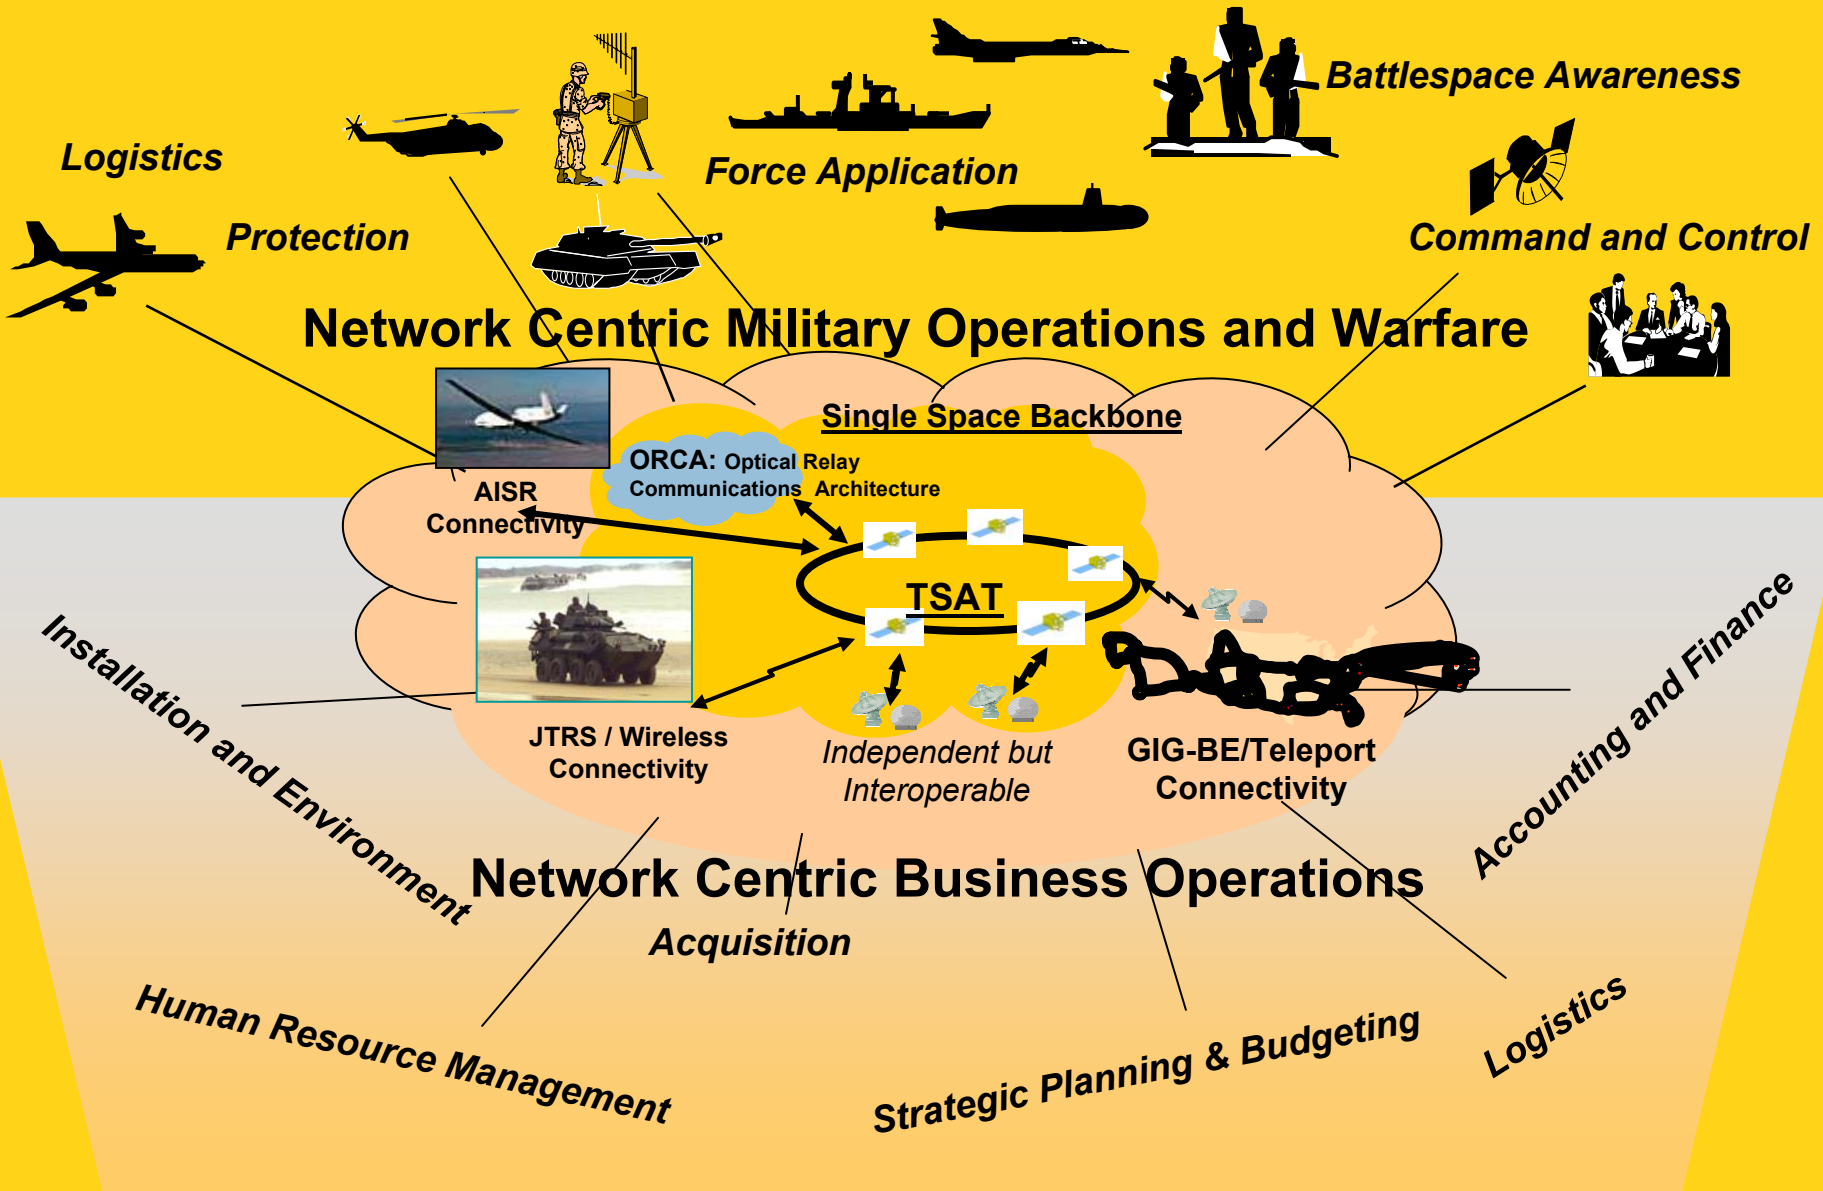 Battlespace Awareness
Logistics
Force Application
Protection
Command and Control
Network Centric Military Operations and Warfare
Single Space Backbone
ORCA: Optical Relay
Communications Architecture
AISR
Connectivity
TSAT
JTRS / Wireless
Connectivity
Independent but
Interoperable
GIG-BE/Teleport
Connectivity
Installation and Environment
Accounting and Finance
Network Centric Business Operations
Acquisition
Human Resource Management
Strategic Planning & Budgeting
Logistics